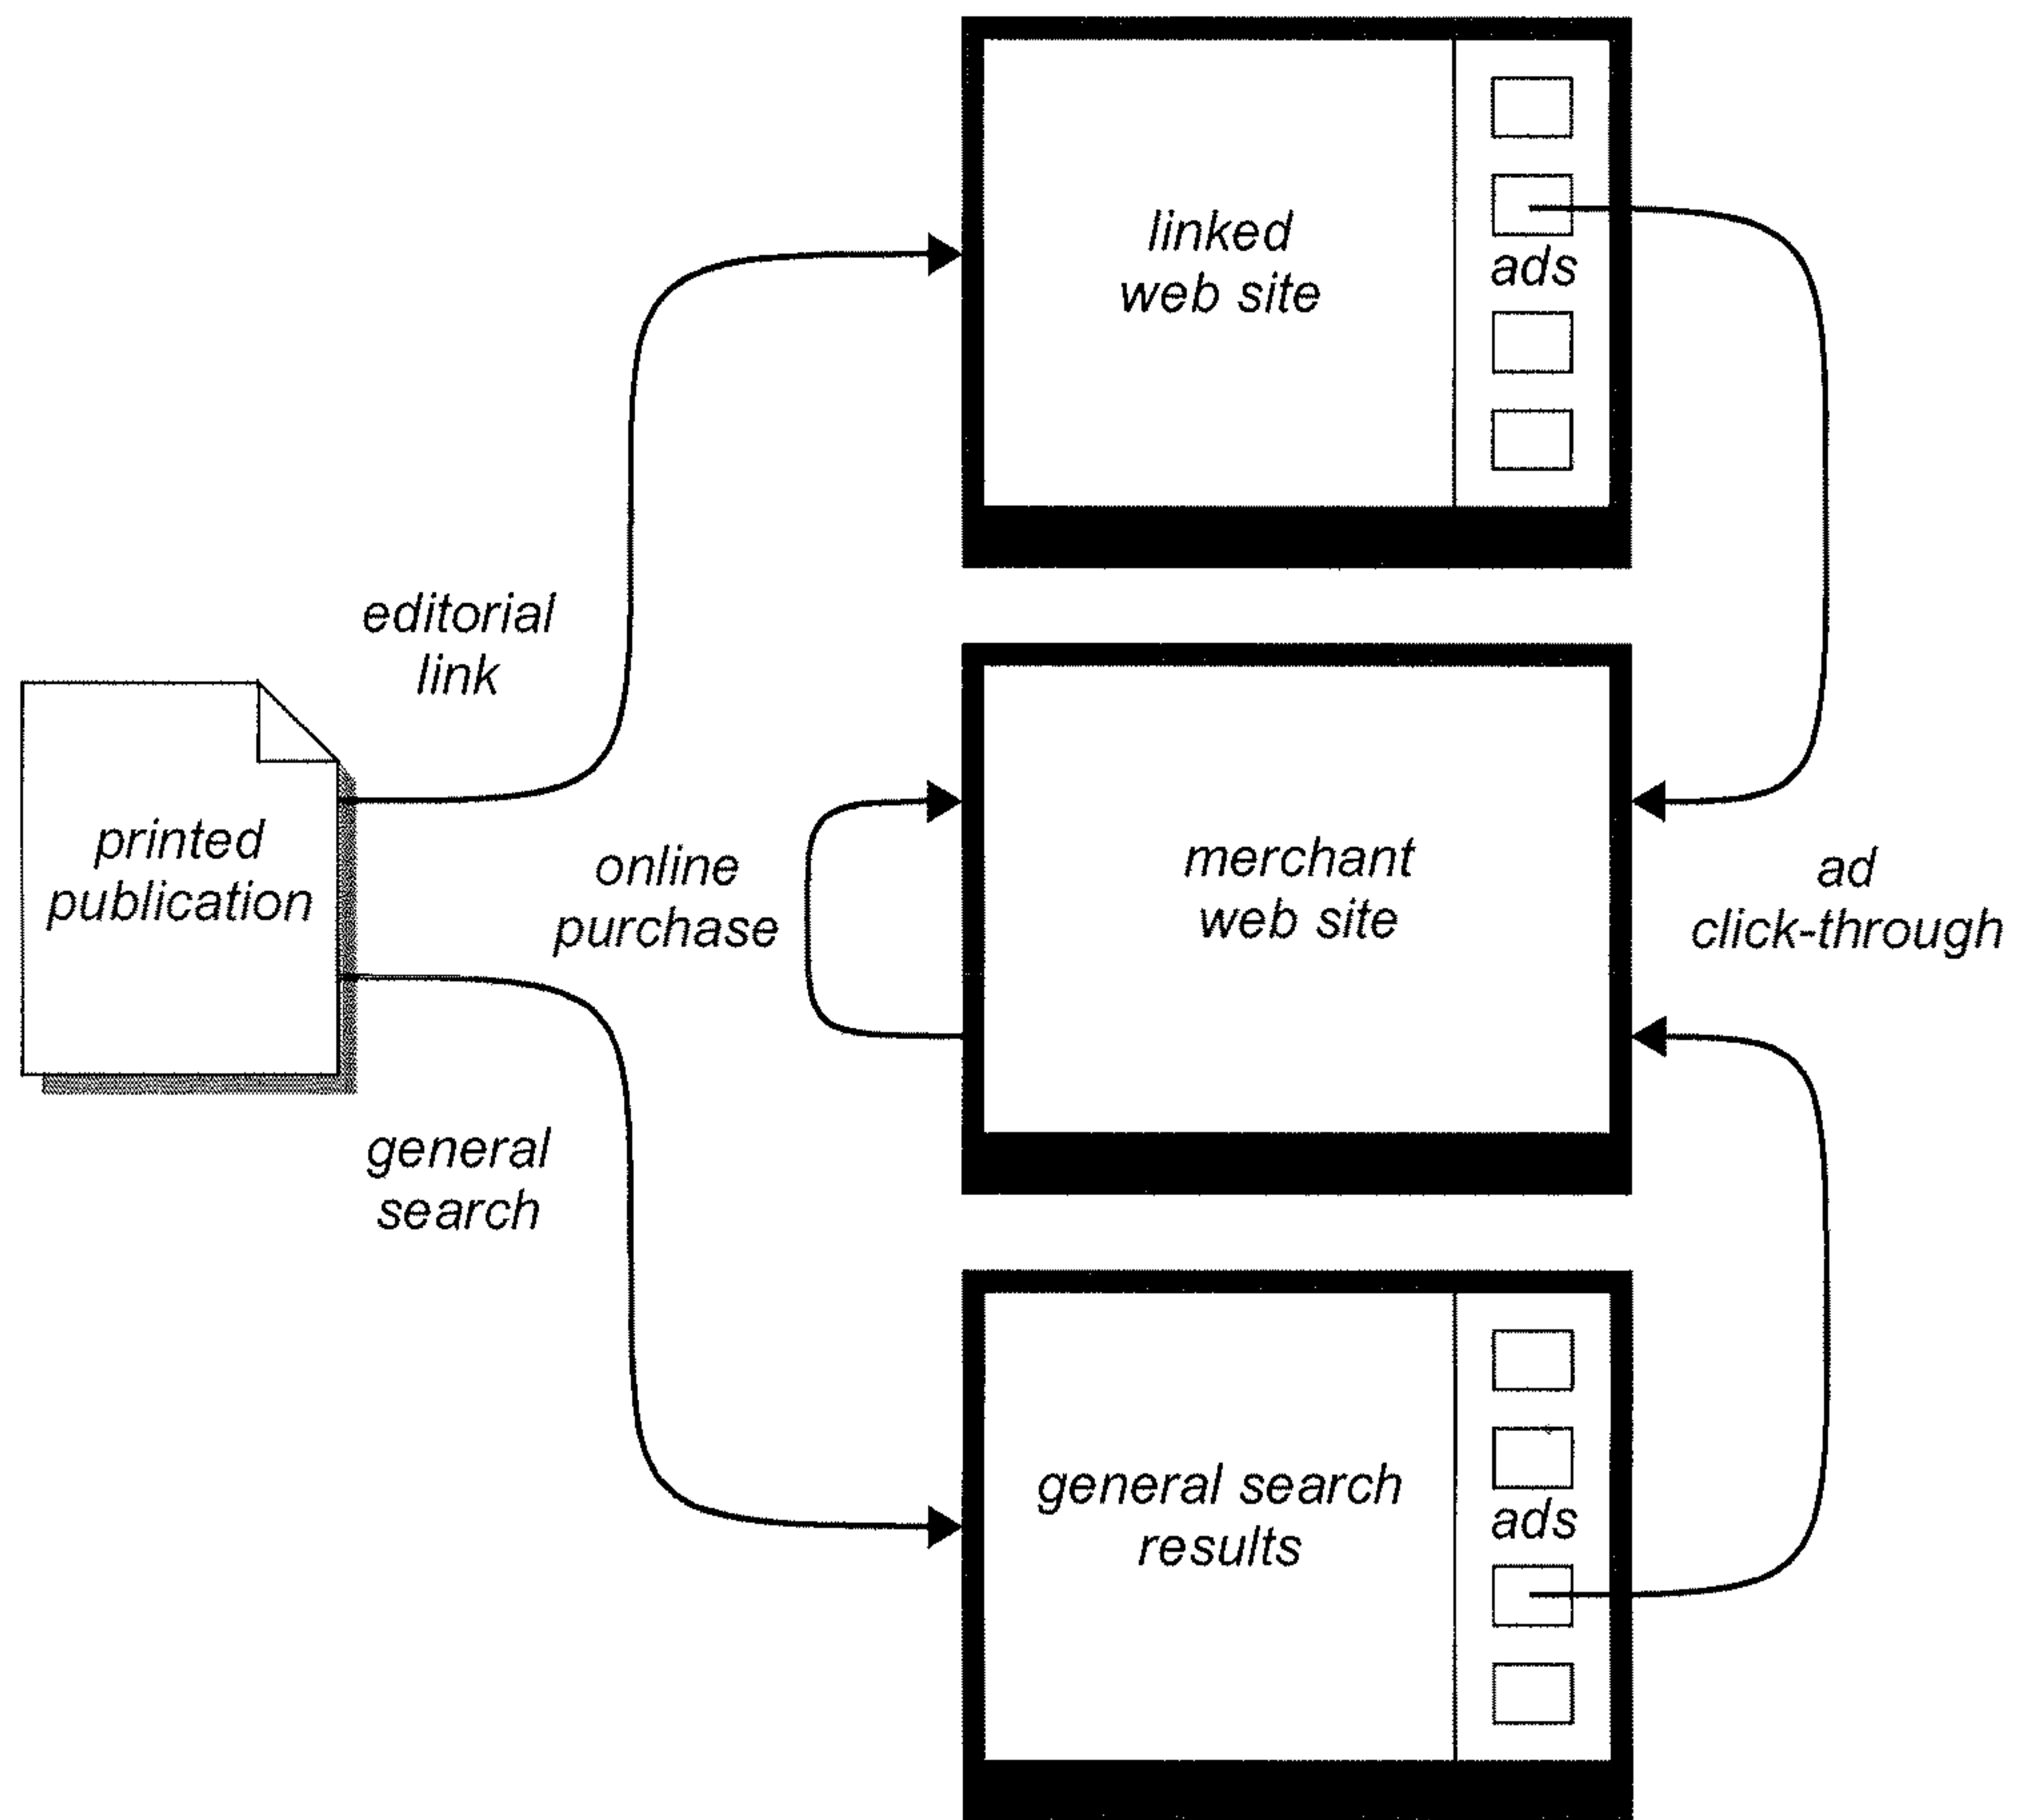 linked
web site
ads
editorial
link
printed
publication
online
purchase
merchant
web site
ad
click-through
general
search
general search
results
ads